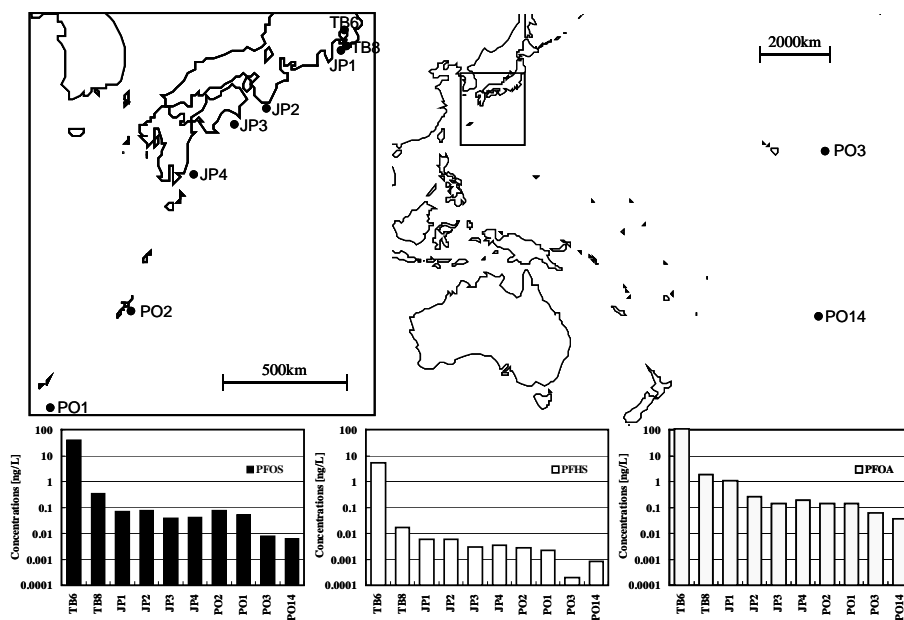 TB6
TB8
JP1
JP2
JP3
JP4
PO2
500km
PO1
2000km
PO3
PO14
Concentrations [ng/L]
100
10
1
0.1
0.01
0.001
0.0001
PFOS
TB6 TB8 JP1 JP2 JP3 JP4 PO2 PO1 PO3 PO14
Concentrations [ng/L]
100
10
1
0.1
0.01
0.001
0.0001
PFHS
TB6 TB8 JP1 JP2 JP3 JP4 PO2 PO1 PO3 PO14
Concentrations [ng/L]
100
10
1
0.1
0.01
0.001
0.0001
PFOA
TB6 TB8 JP1 JP2 JP3 JP4 PO2 PO1 PO3 PO14